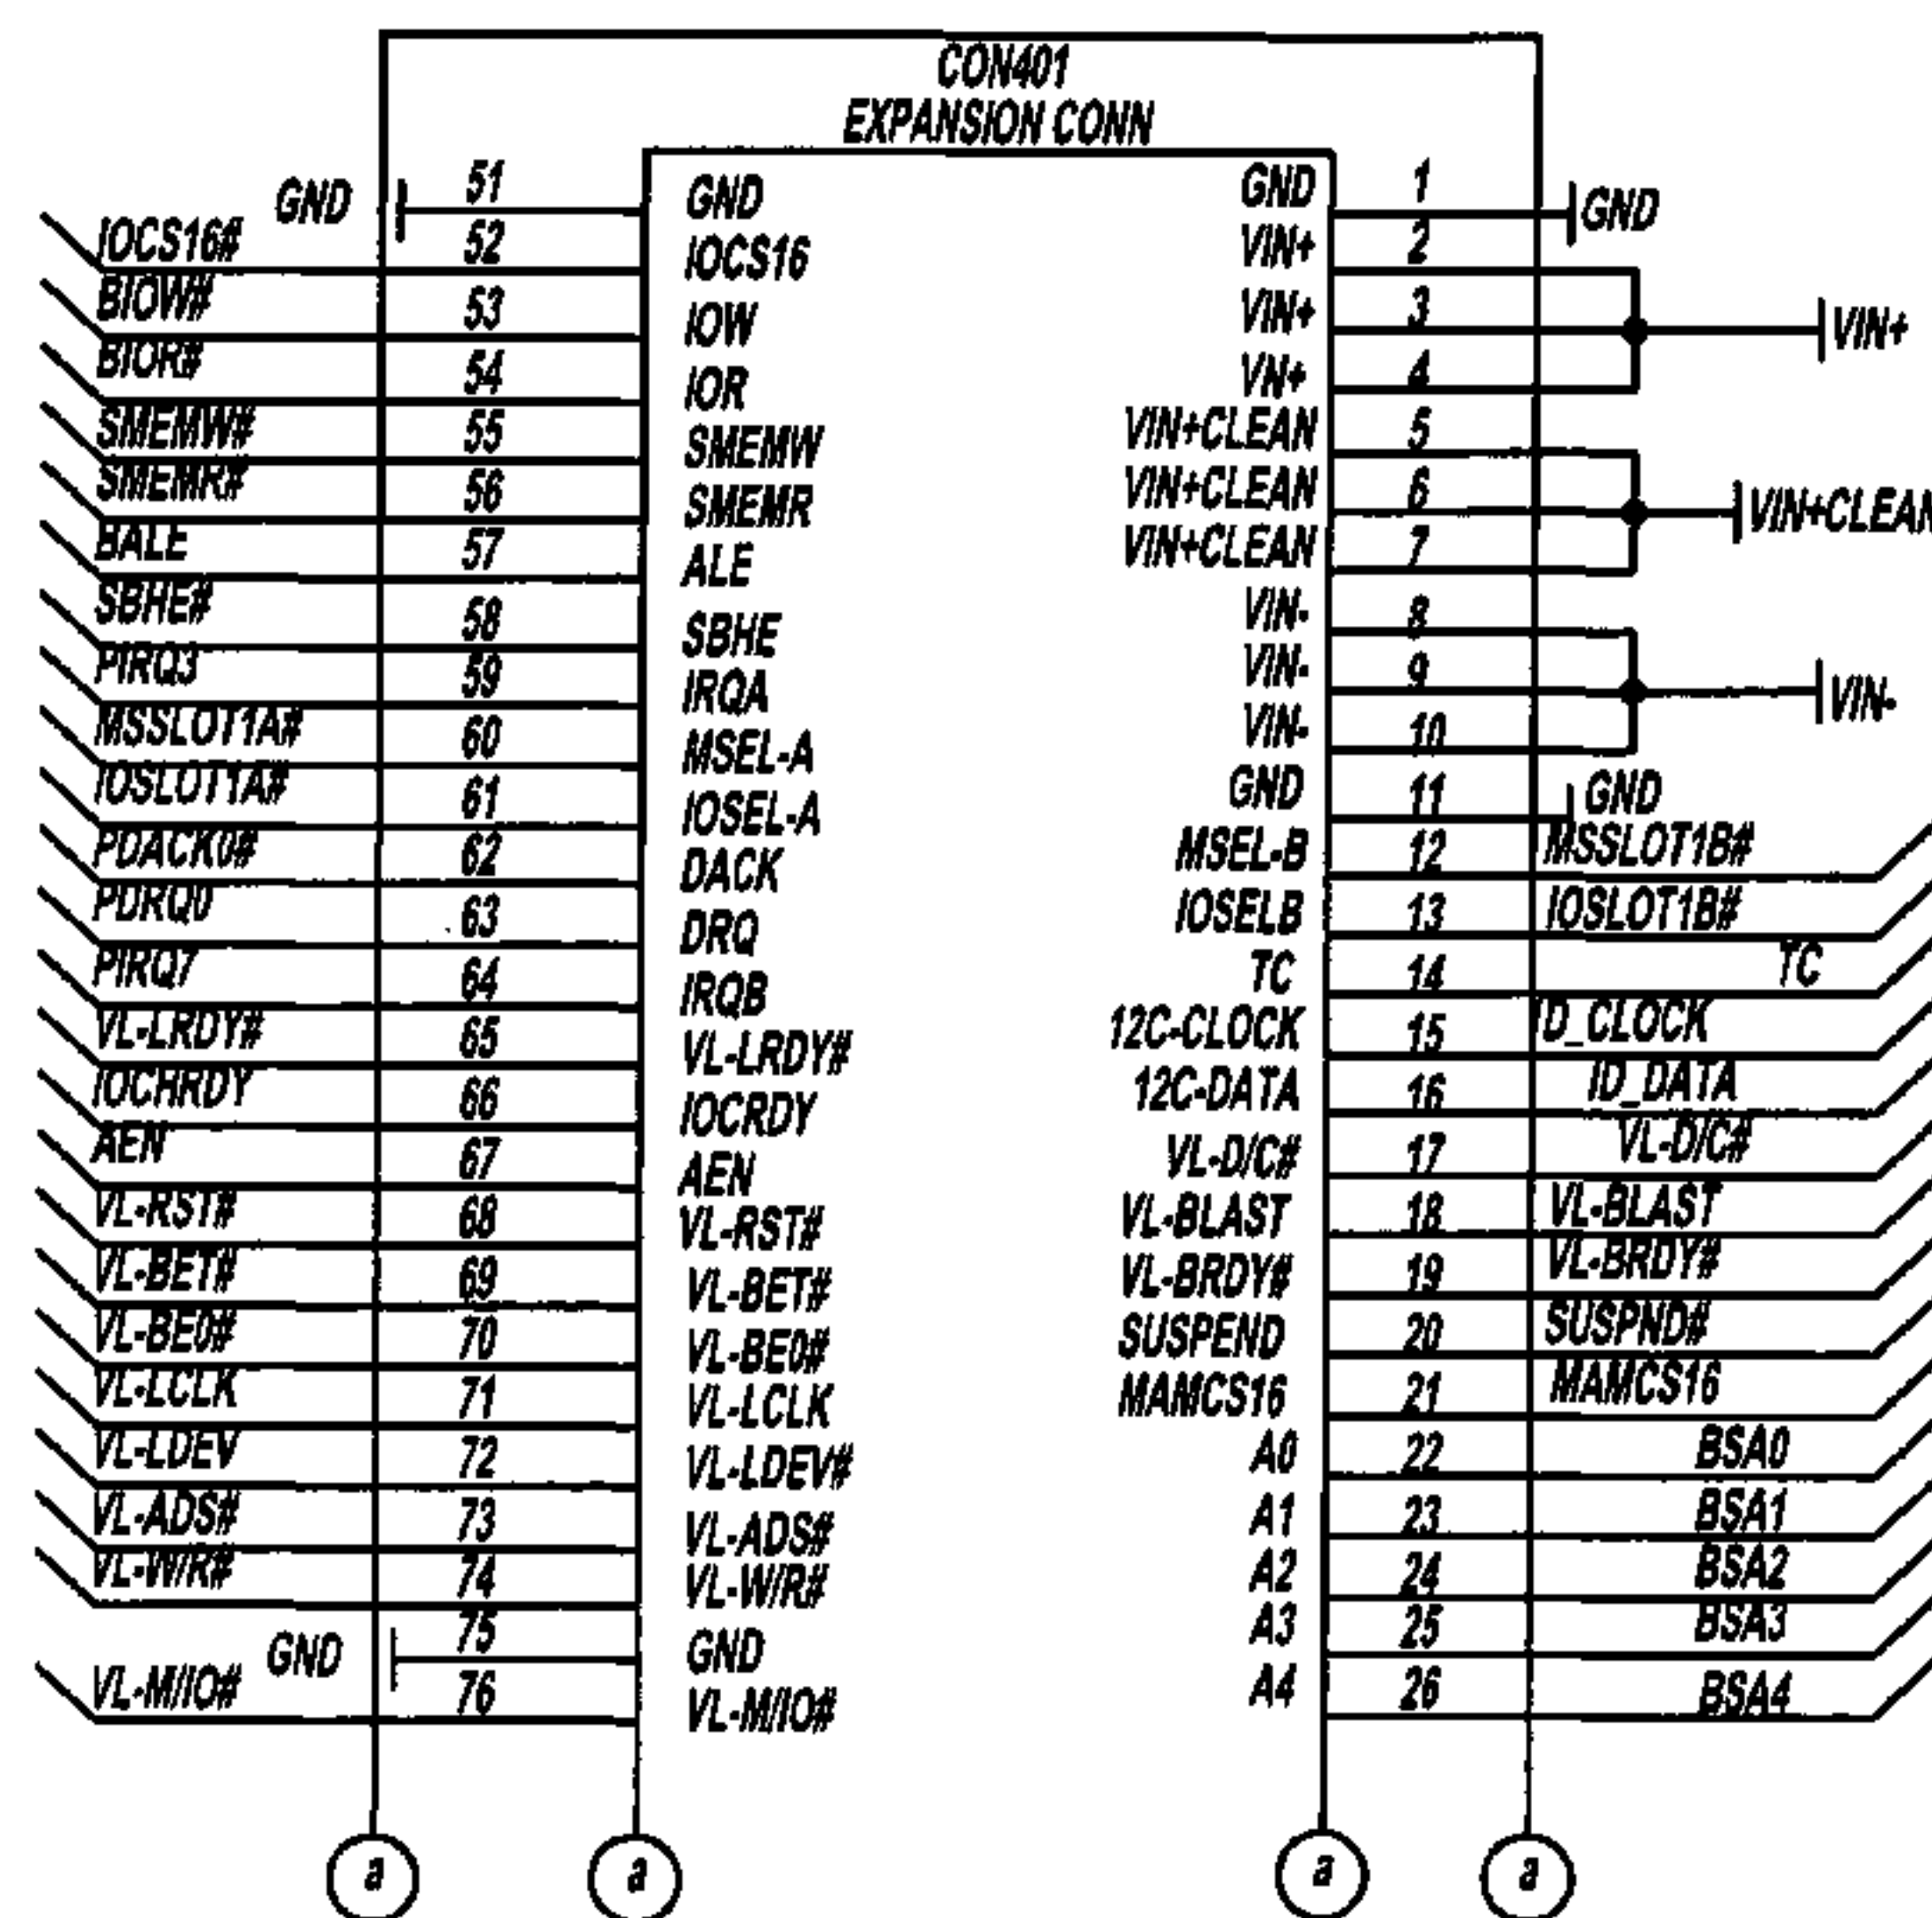 CON401
EXPANSION CONN
GND 51 GND GND 1 GND
IOCS16# 52 IOCS16 VIN+ 2
BIOW# 53 IOW VIN+ 3 VIN+
BIOR# 54 IOR VN+ 4
SMEMW# 55 SMEMW VIN+CLEAN 5
SMEMR# 56 SMEMR VIN+CLEAN 6 VIN+CLEAN
BALE 57 ALE VIN+CLEAN 7
SBHE# 58 SBHE VIN- 8
PIRQ3 59 IRQA VIN- 9 VIN-
MSSLOT1A# 60 MSEL-A VIN- 10
IOSLOT1A# 61 IOSEL-A GND 11 GND
PDACK0# 62 DACK MSEL-B 12 MSSLOT1B#
PDRQ0 63 DRQ IOSELB 13 IOSLOT1B#
PIRQ7 64 IRQB TC 14 TC
VL-LRDY# 65 VL-LRDY# 12C-CLOCK 15 ID_CLOCK
IOCHRDY 66 IOCRDY 12C-DATA 16 ID_DATA
AEN 67 AEN VL-D/C# 17 VL-D/C#
VL-RST# 68 VL-RST# VL-BLAST 18 VL-BLAST
VL-BET# 69 VL-BET# VL-BRDY# 19 VL-BRDY#
VL-BE0# 70 VL-BE0# SUSPEND 20 SUSPND#
VL-LCLK 71 VL-LCLK MAMCS16 21 MAMCS16
VL-LDEV 72 VL-LDEV# A0 22 BSA0
VL-ADS# 73 VL-ADS# A1 23 BSA1
VL-W/R# 74 VL-W/R# A2 24 BSA2
GND 75 GND A3 25 BSA3
VL-M/IO# 76 VL-M/IO# A4 26 BSA4
a a a a